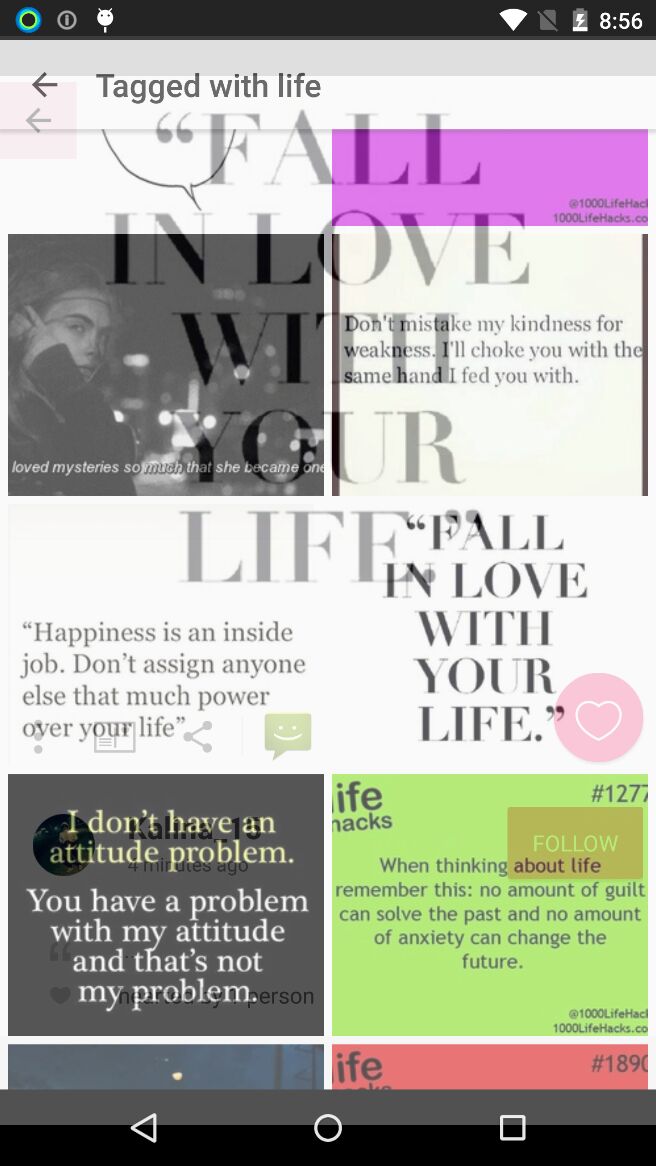 8:56
Tagged with life
“FALL
IN LOVE
WITH
YOUR
LIFE.”
@1000LifeHac
1000LifeHacks.co
loved mysteries so much that she became one
Don't mistake my kindness for
weakness. I'll choke you with the
same hand I fed you with.
“Happiness is an inside
job. Don’t assign anyone
else that much power
over your life”
“FALL
IN LOVE
WITH
YOUR
LIFE.”
I don’t have an
attitude problem.
You have a problem
with my attitude
and that’s not
my problem.
Kalina_15
4 minutes ago
hearted by 1 person
life
hacks
#1277
FOLLOW
When thinking about life
remember this: no amount of guilt
can solve the past and no amount
of anxiety can change the
future.
@1000LifeHac
1000LifeHacks.co
life
hacks
#1890